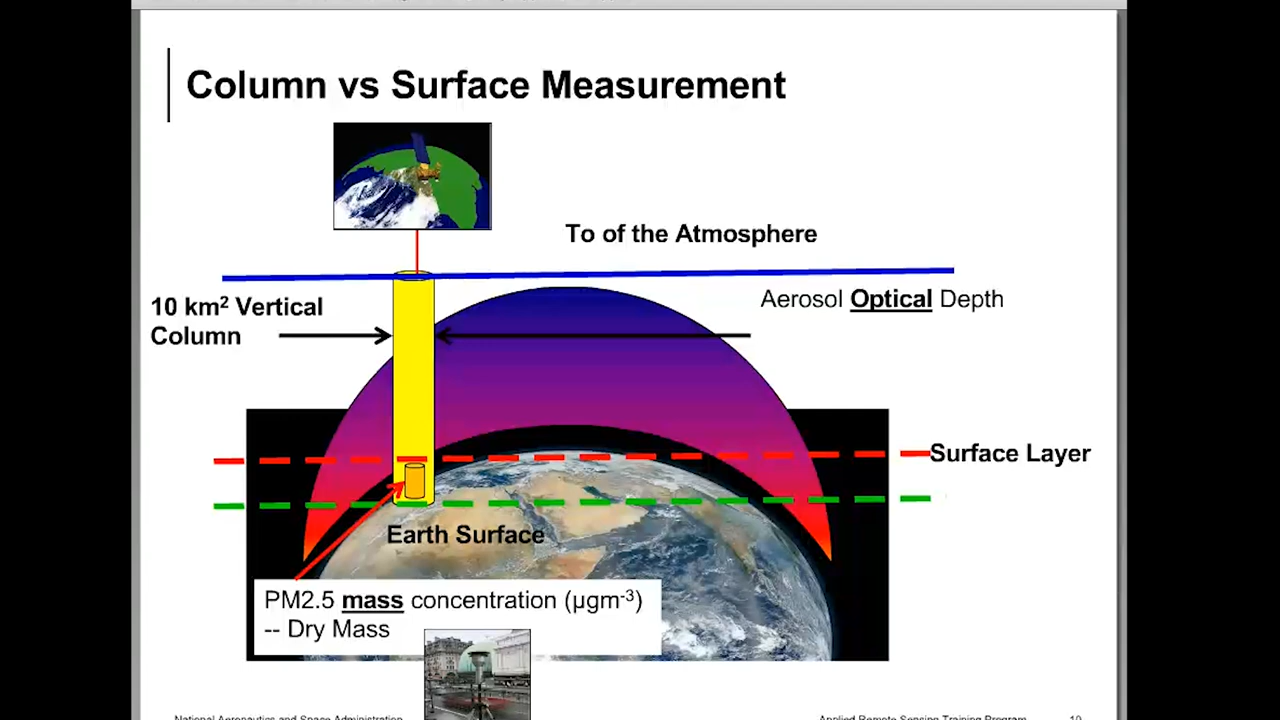 Column vs Surface Measurement
To of the Atmosphere
10 km² Vertical
Column
Aerosol Optical Depth
Surface Layer
Earth Surface
PM2.5 mass concentration (µgm-³)
-- Dry Mass
National Aeronautics and Space Administration
Applied Remote Sensing Training Program
10